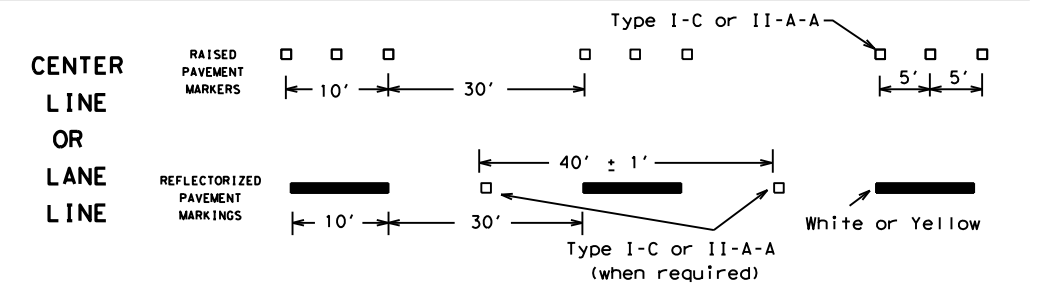 Type I-C or II-A-A
CENTER
LINE
OR
LANE
LINE
RAISED
PAVEMENT
MARKERS
10'
30'
5'
5'
REFLECTORIZED
PAVEMENT
MARKINGS
40' ± 1'
10'
30'
Type I-C or II-A-A
(when required)
White or Yellow